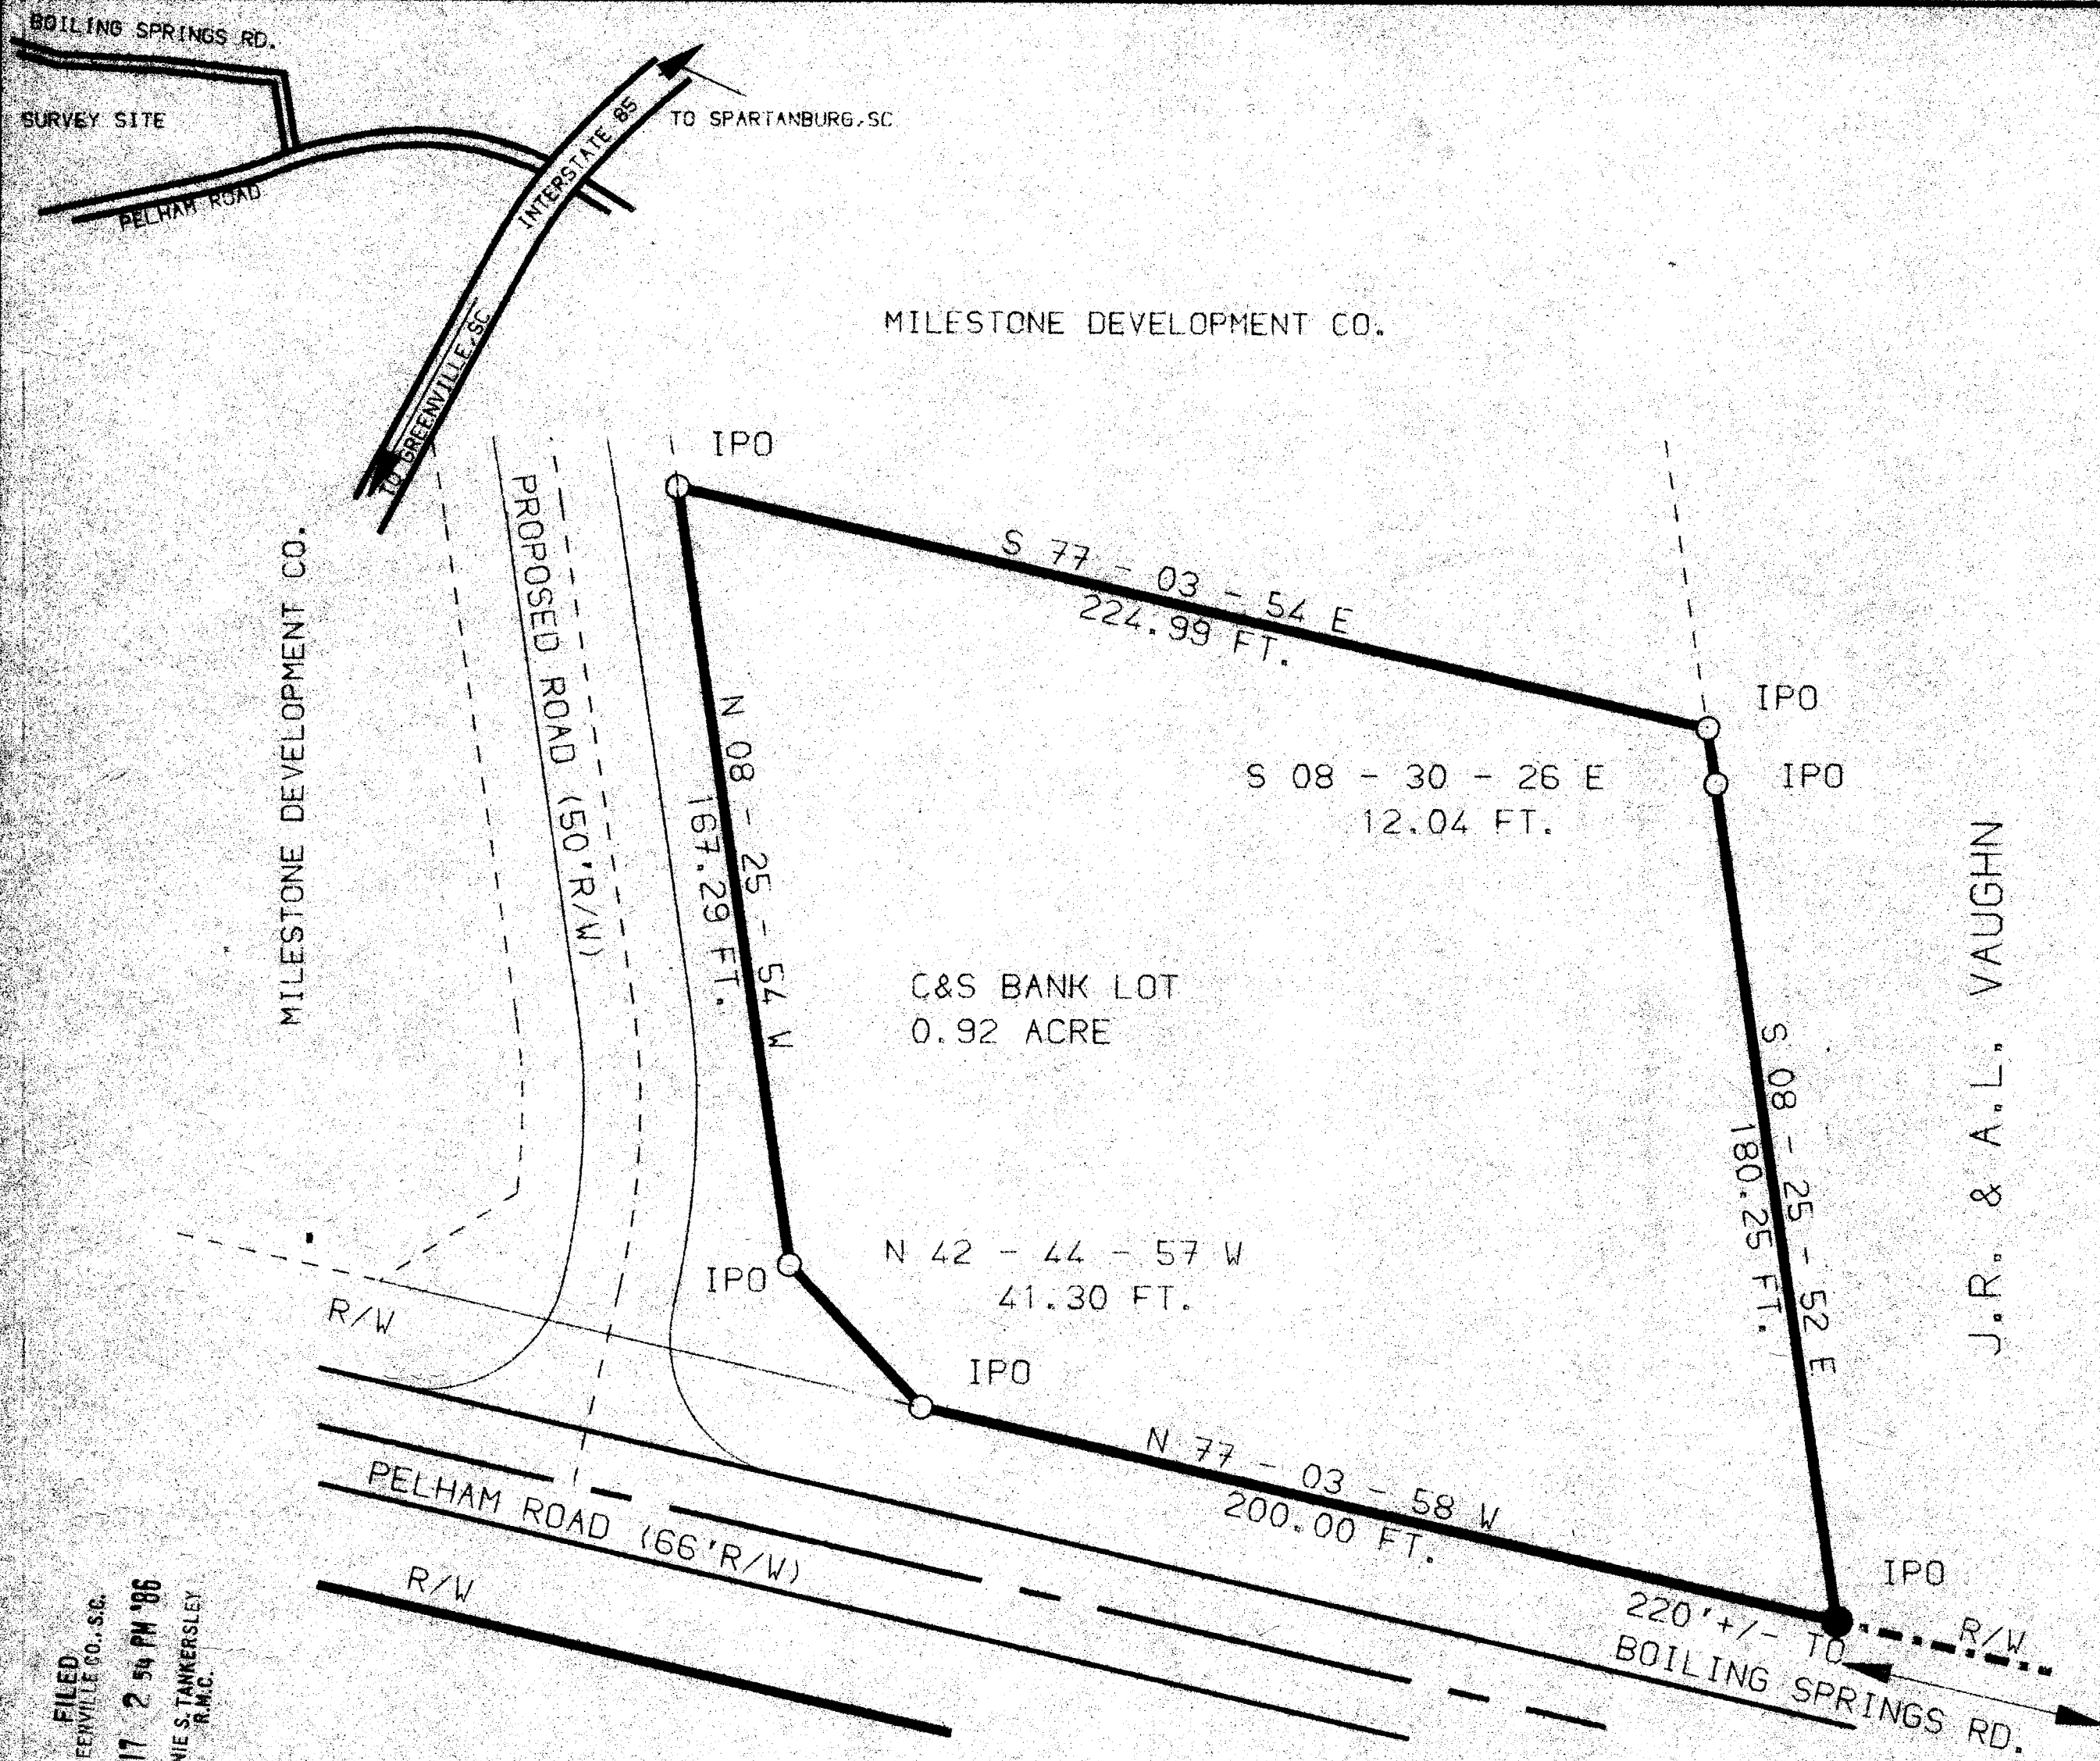 BOILING SPRINGS RD.
SURVEY SITE
PELHAM ROAD
INTERSTATE 85
TO SPARTANBURG,SC
TO GREENVILLE,SC
MILESTONE DEVELOPMENT CO.
IPO
S 77 - 03 - 54 E
224.99 FT.
IPO
IPO
S 08 - 30 - 26 E
12.04 FT.
MILESTONE DEVELOPMENT CO.
PROPOSED ROAD (50'R/W)
N 08 - 25 - 54 W
167.29 FT.
C&S BANK LOT
0.92 ACRE
S 08 - 25 - 52 E
180.25 FT.
J.R. & A.L. VAUGHN
IPO
N 42 - 44 - 57 W
41.30 FT.
R/W
IPO
N 77 - 03 - 58 W
200.00 FT.
IPO
PELHAM ROAD (66'R/W)
R/W
220'+/- TO
BOILING SPRINGS RD.
R/W
FILED
CO., S.C.
17 2 54 PM '86
S. TANKERSLEY
R.M.C.